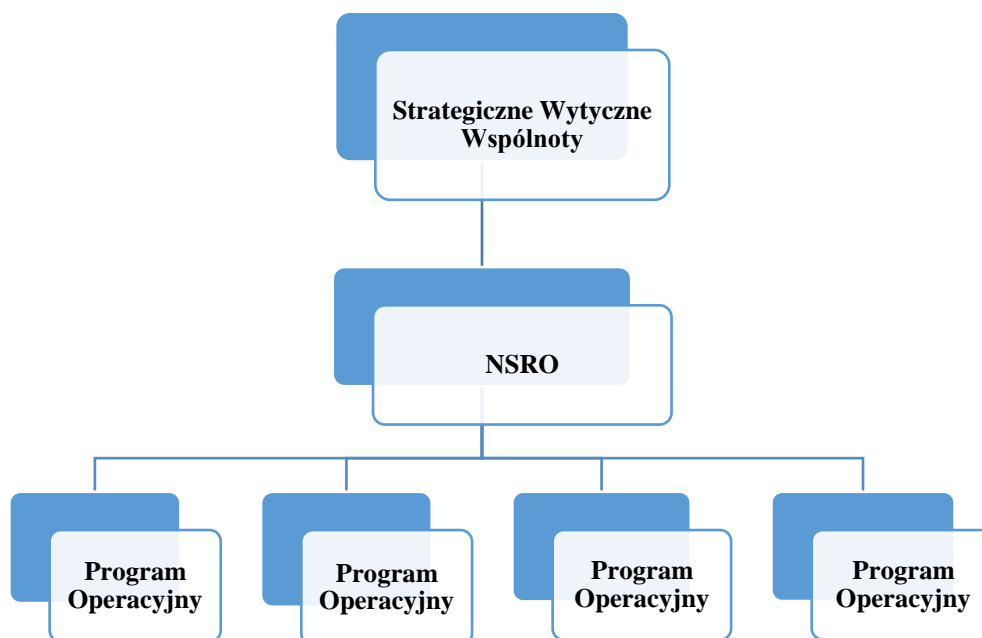 Strategiczne Wytyczne
Wspólnoty
NSRO
Program
Operacyjny
Program
Operacyjny
Program
Operacyjny
Program
Operacyjny